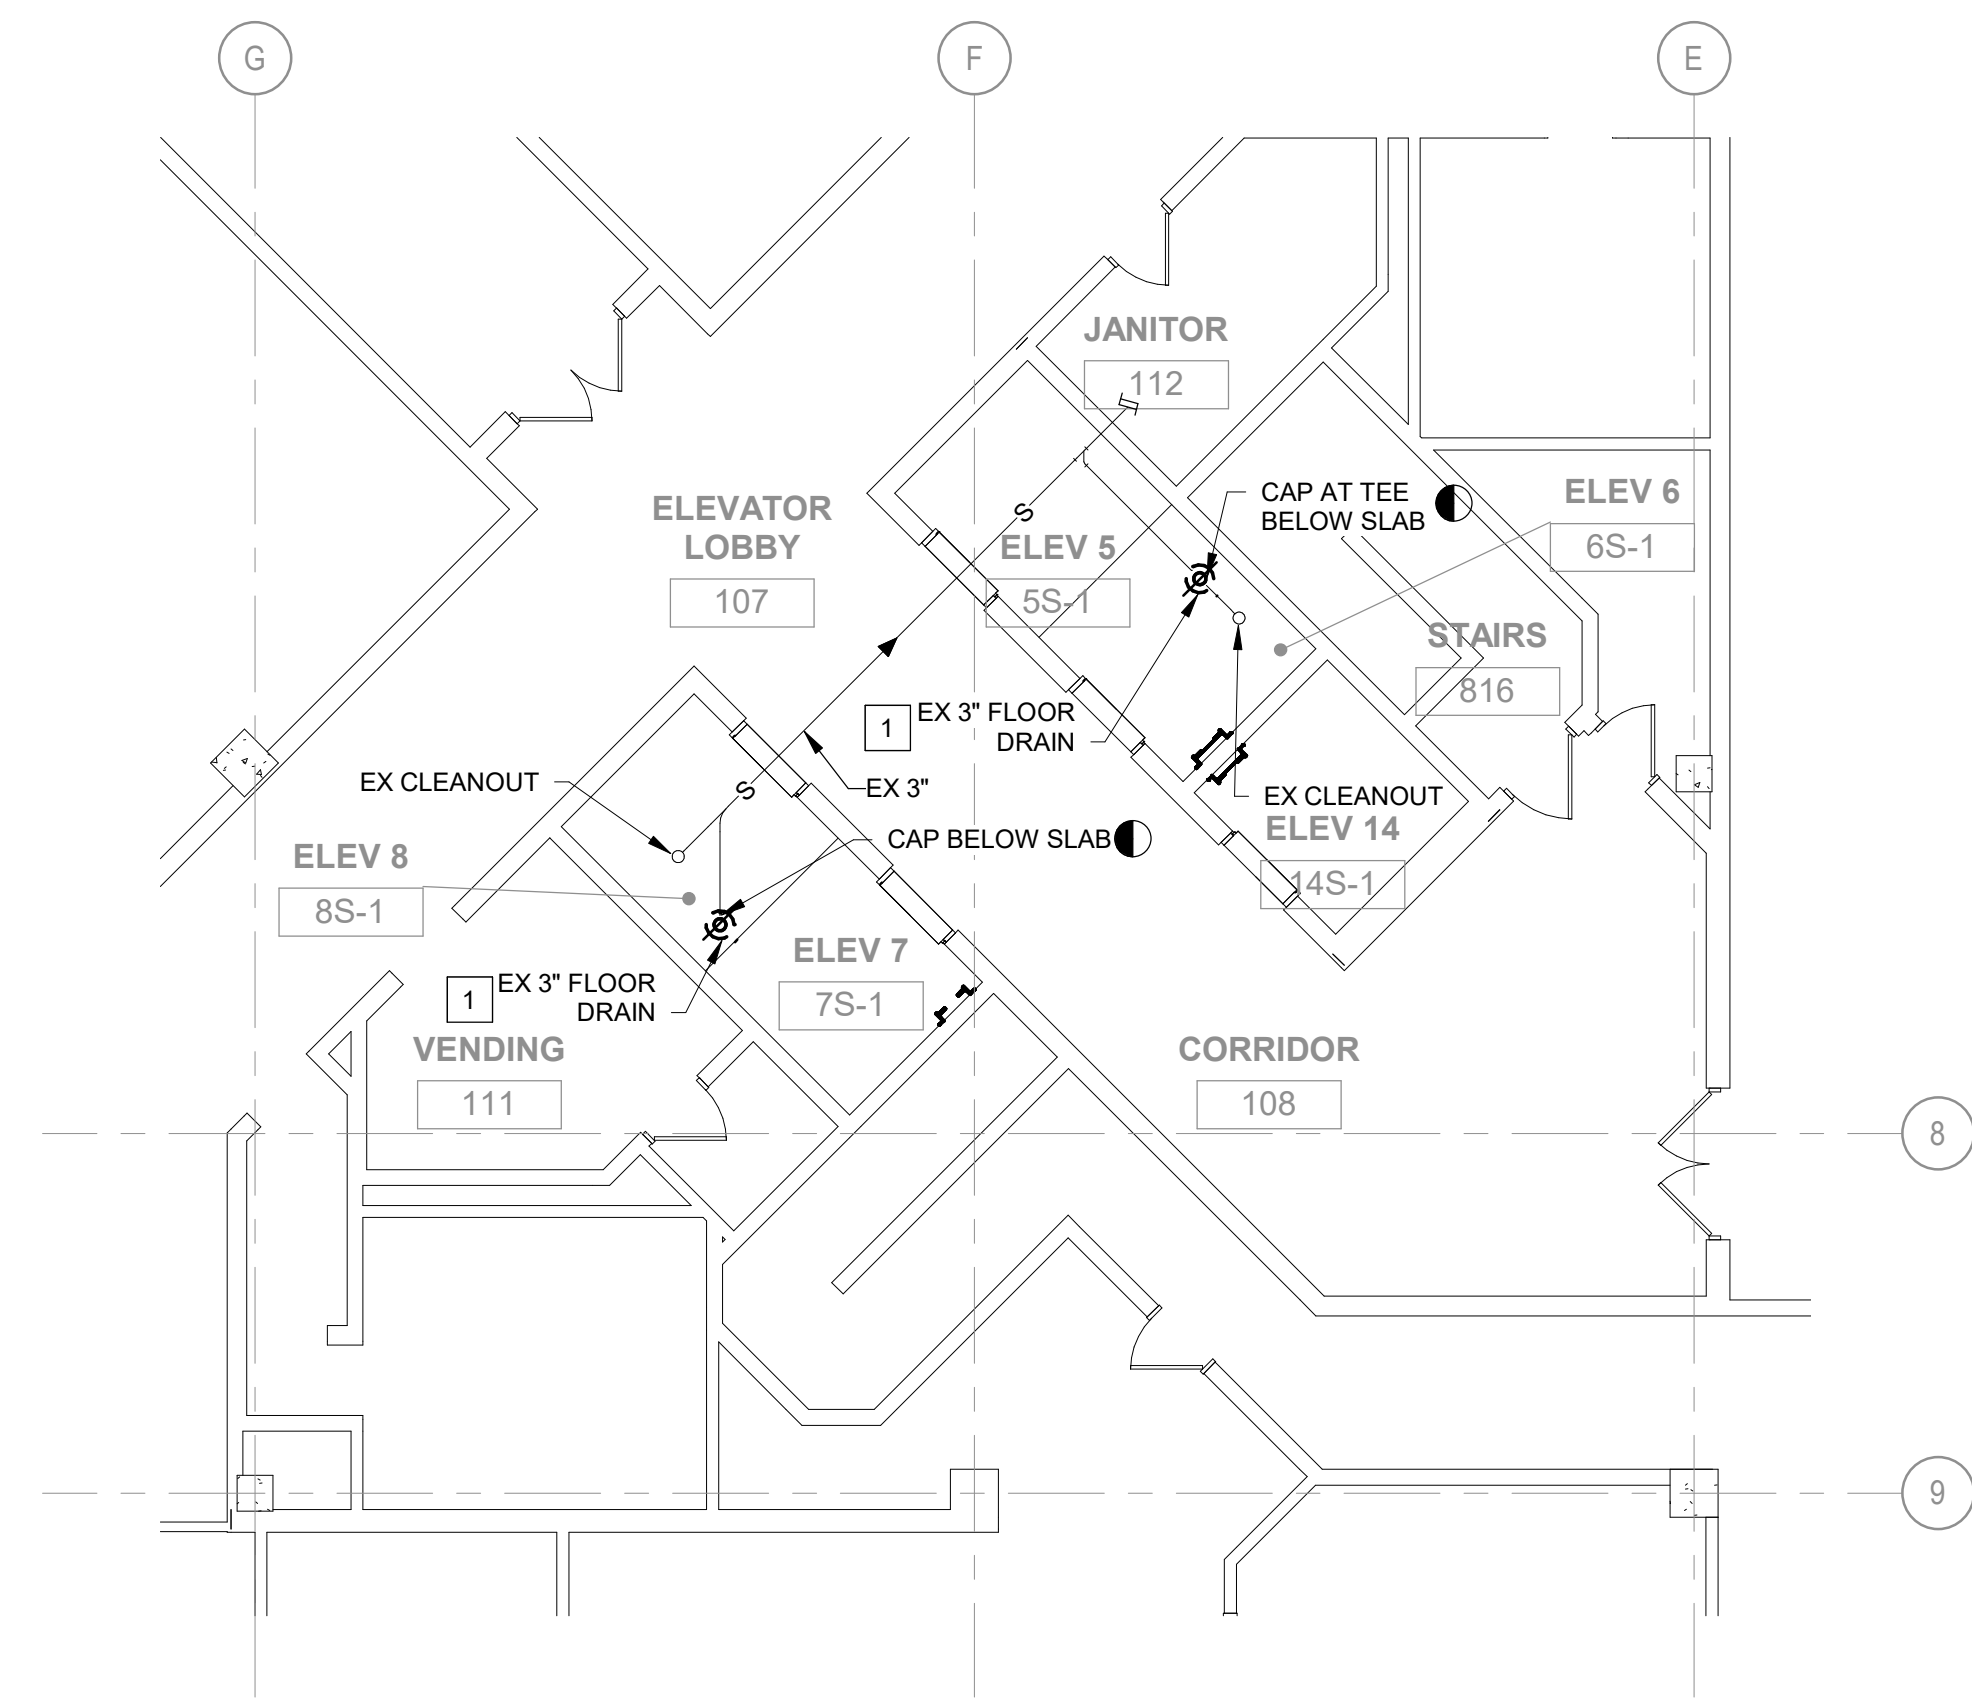 G
F
E
JANITOR
112
ELEVATOR
LOBBY
107
S
ELEV 5
5S-1
CAP AT TEE
BELOW SLAB
ELEV 6
6S-1
STAIRS
816
1
EX 3" FLOOR
DRAIN
EX CLEANOUT
S
EX 3"
EX CLEANOUT
ELEV 14
14S-1
CAP BELOW SLAB
ELEV 8
8S-1
ELEV 7
7S-1
1
EX 3" FLOOR
DRAIN
VENDING
111
CORRIDOR
108
8
9